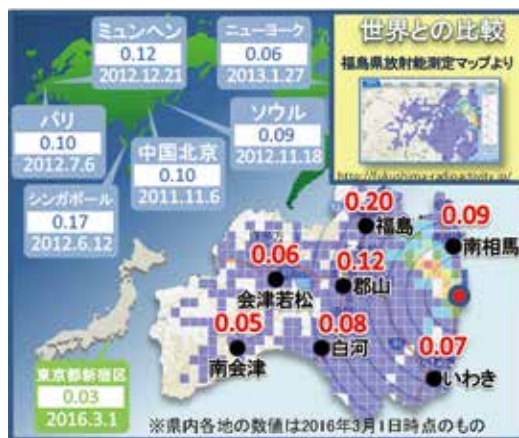 ミュンヘン
0.12
2012.12.21
ニューヨーク
0.06
2013.1.27
世界との比較
福島県放射能測定マップより
http://fukushima-radioactivity.jp/
パリ
0.10
2012.7.6
中国北京
0.10
2011.11.6
ソウル
0.09
2012.11.18
シンガポール
0.17
2012.6.12
0.20
福島
0.09
南相馬
0.06
会津若松
0.12
郡山
0.05
南会津
0.08
白河
0.07
いわき
東京都新宿区
0.03
2016.3.1
※県内各地の数値は2016年3月1日時点のもの